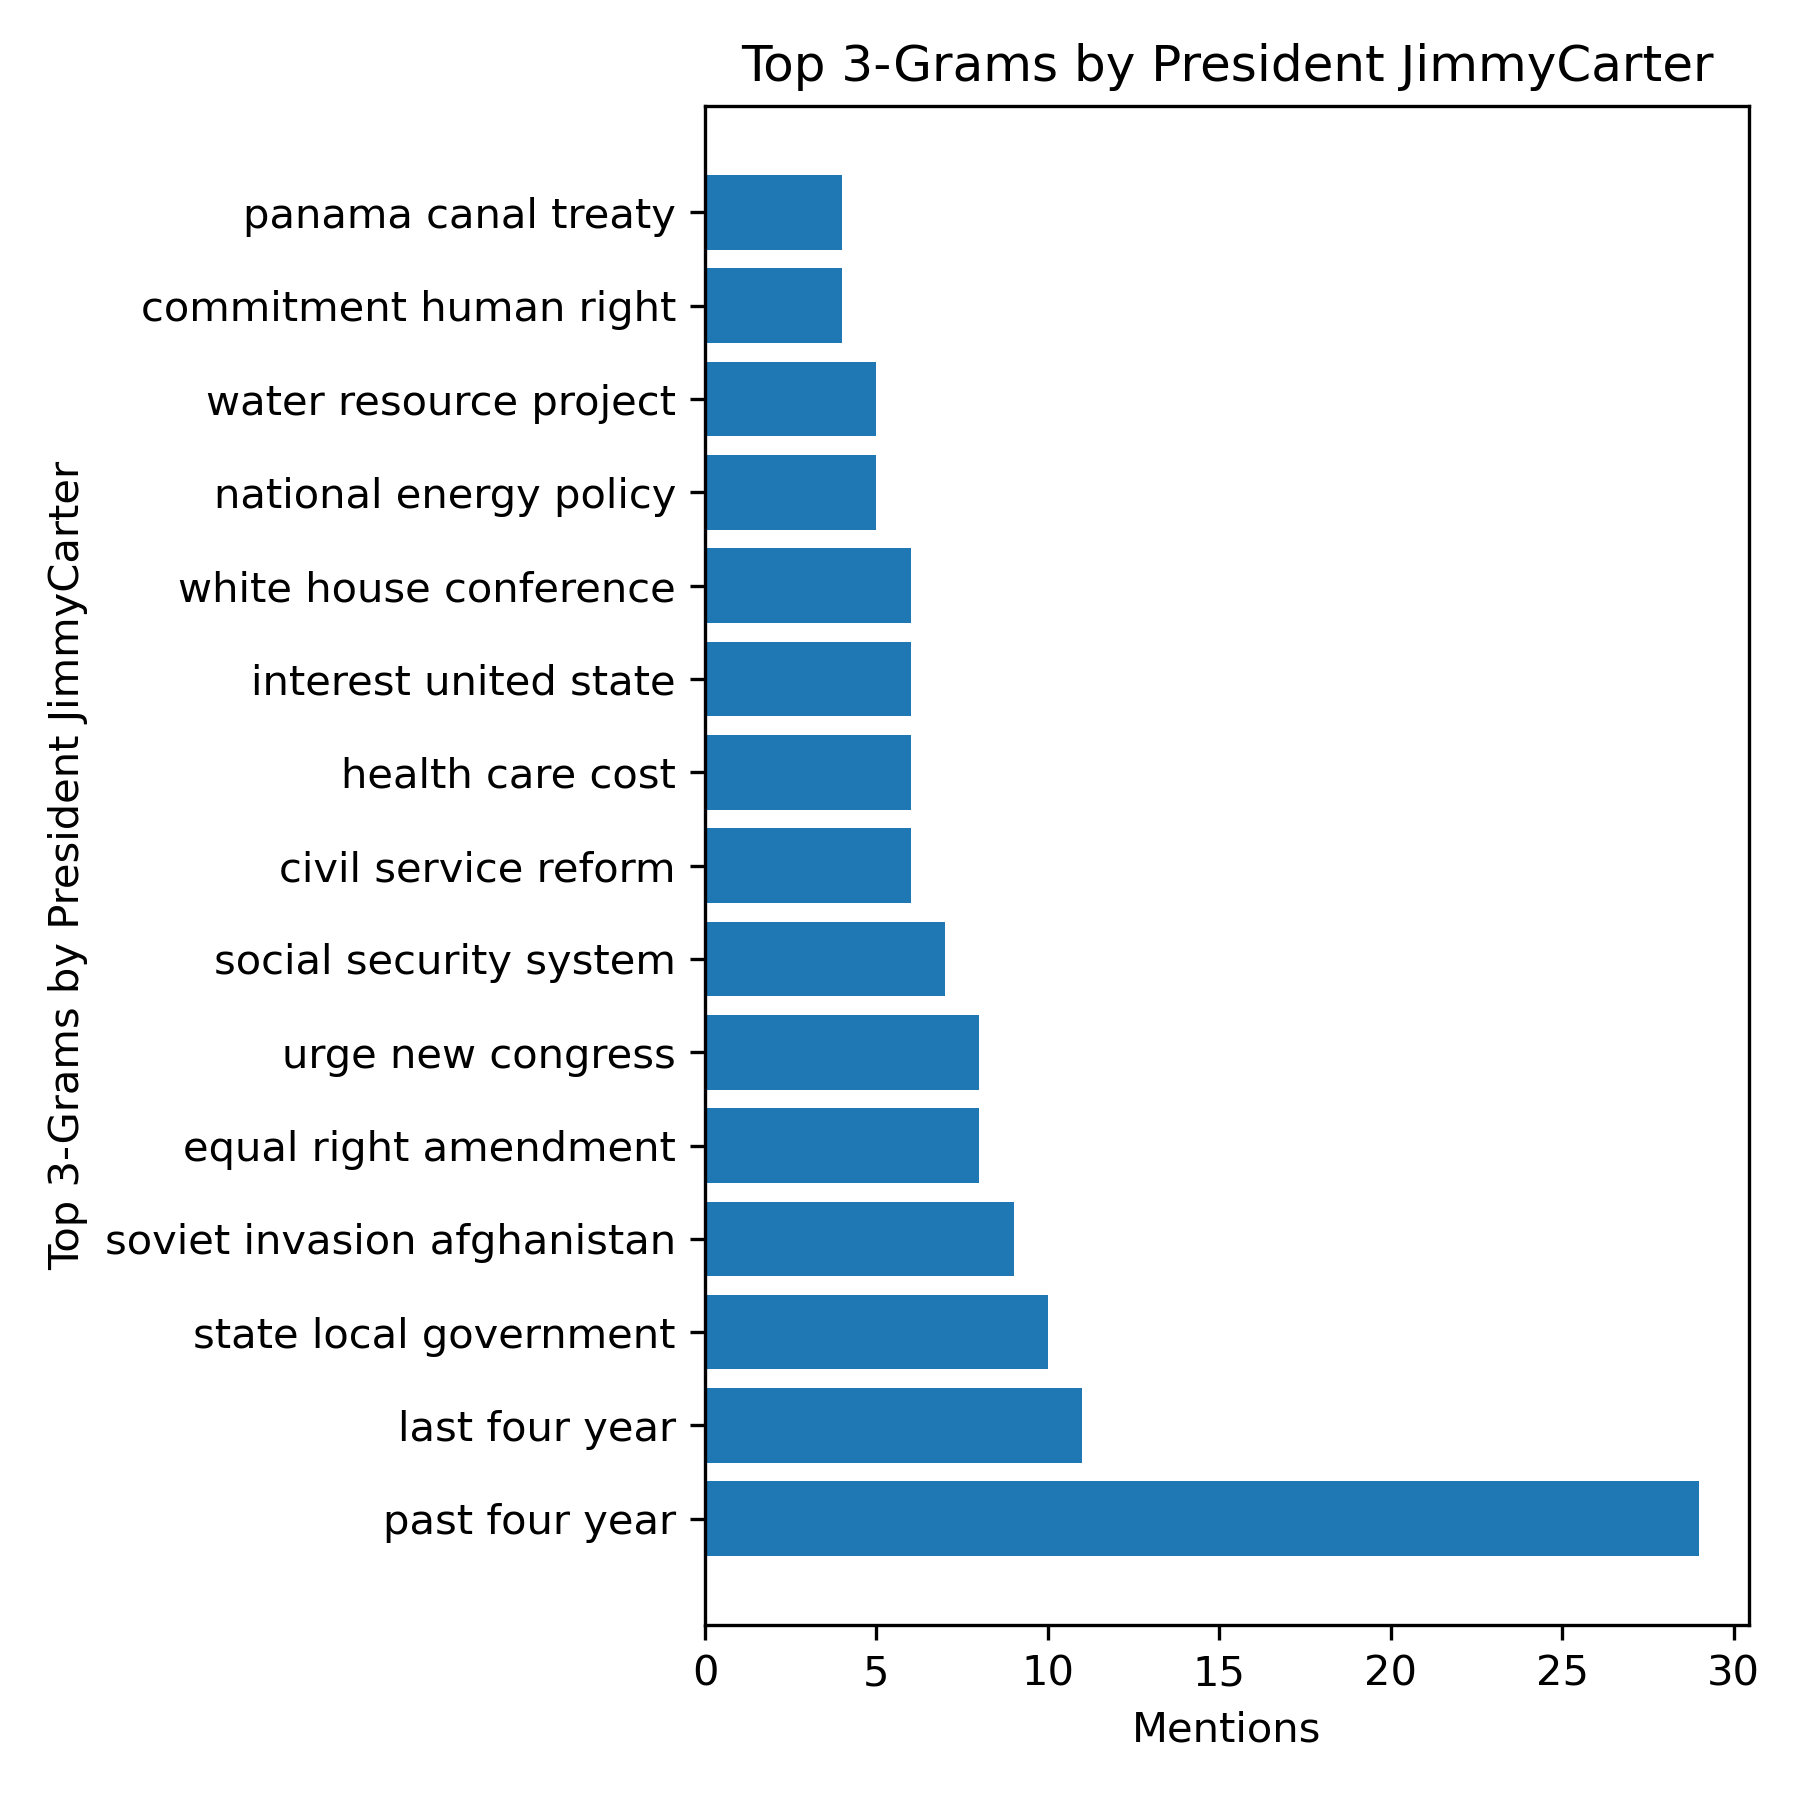 Top 3-Grams by President JimmyCarter
Top 3-Grams by President JimmyCarter
panama canal treaty
commitment human right
water resource project
national energy policy
white house conference
interest united state
health care cost
civil service reform
social security system
urge new congress
equal right amendment
soviet invasion afghanistan
state local government
last four year
past four year
0 5 10 15 20 25 30
Mentions